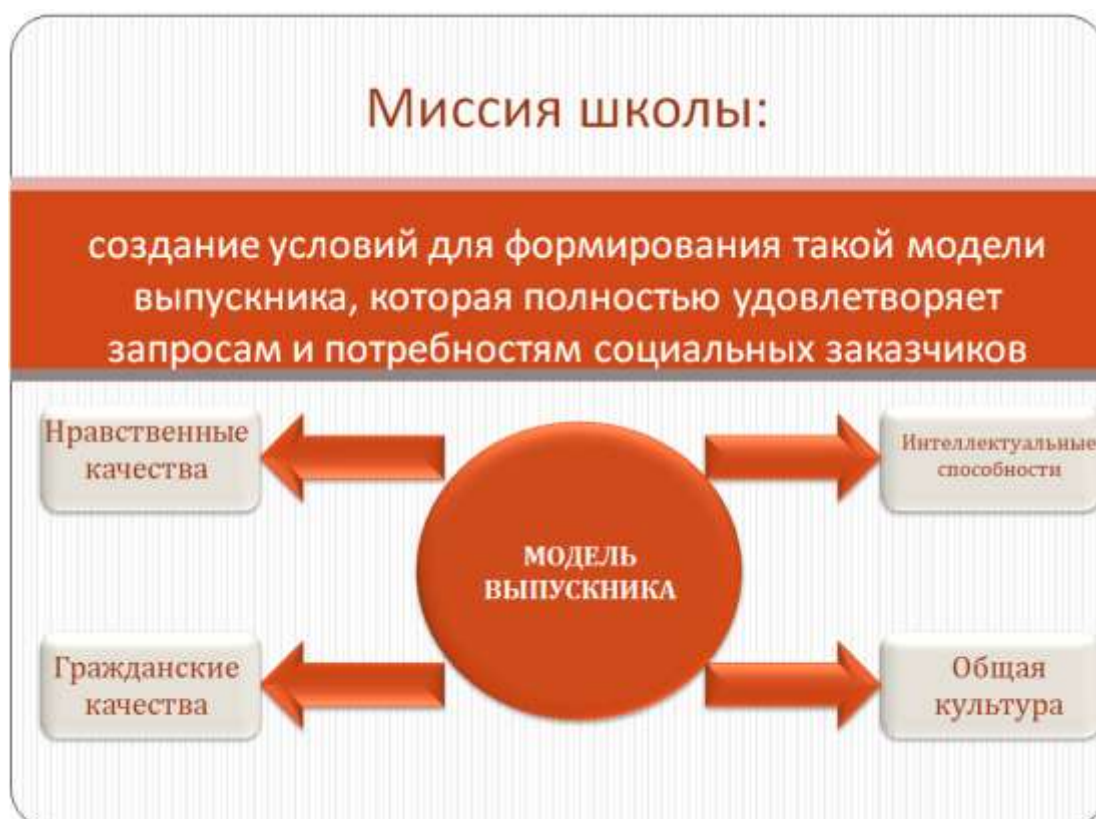 Миссия школы:
создание условий для формирования такой модели
выпускника, которая полностью удовлетворяет
запросам и потребностям социальных заказчиков
Нравственные
качества
Интеллектуальные
способности
МОДЕЛЬ
ВЫПУСКНИКА
Гражданские
качества
Общая
культура